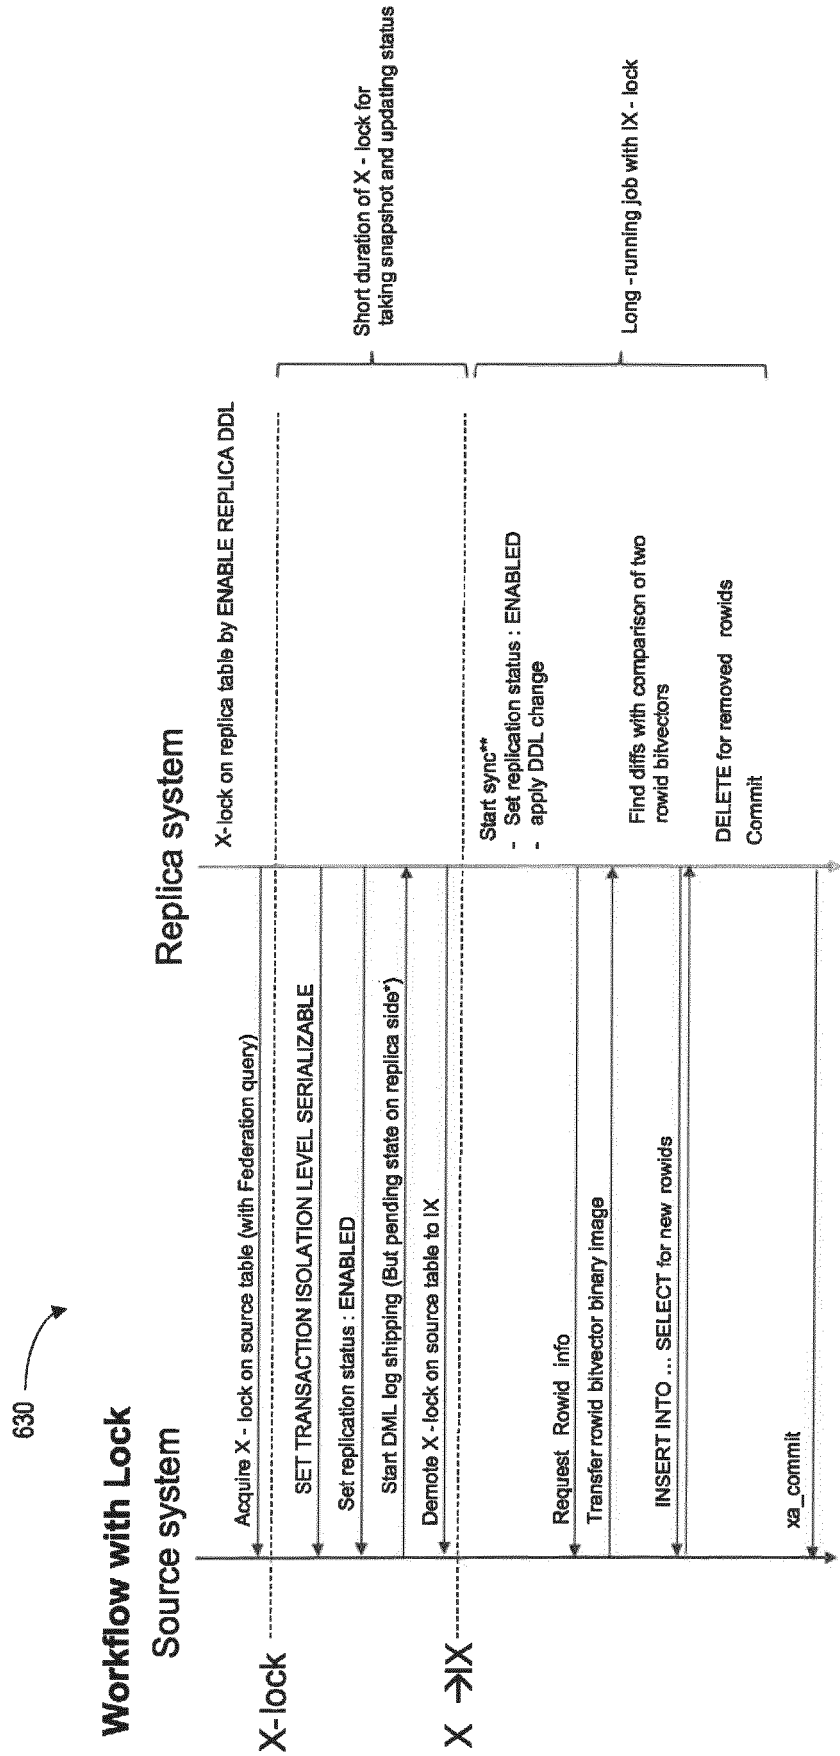 630
Workflow with Lock
Source system
Replica system
X-lock on replica table by ENABLE REPLICA DDL
Acquire X - lock on source table (with Federation query)
X-lock
SET TRANSACTION ISOLATION LEVEL SERIALIZABLE
Set replication status : ENABLED
Short duration of X - lock for
taking snapshot and updating status
Start DML log shipping (But pending state on replica side*)
Demote X - lock on source table to IX
X →IX
Start sync**
- Set replication status : ENABLED
- apply DDL change
Request Rowid info
Transfer rowid bitvector binary image
Long - running job with IX - lock
Find diffs with comparison of two
rowid bitvectors
INSERT INTO ... SELECT for new rowids
DELETE for removed rowids
Commit
xa_commit